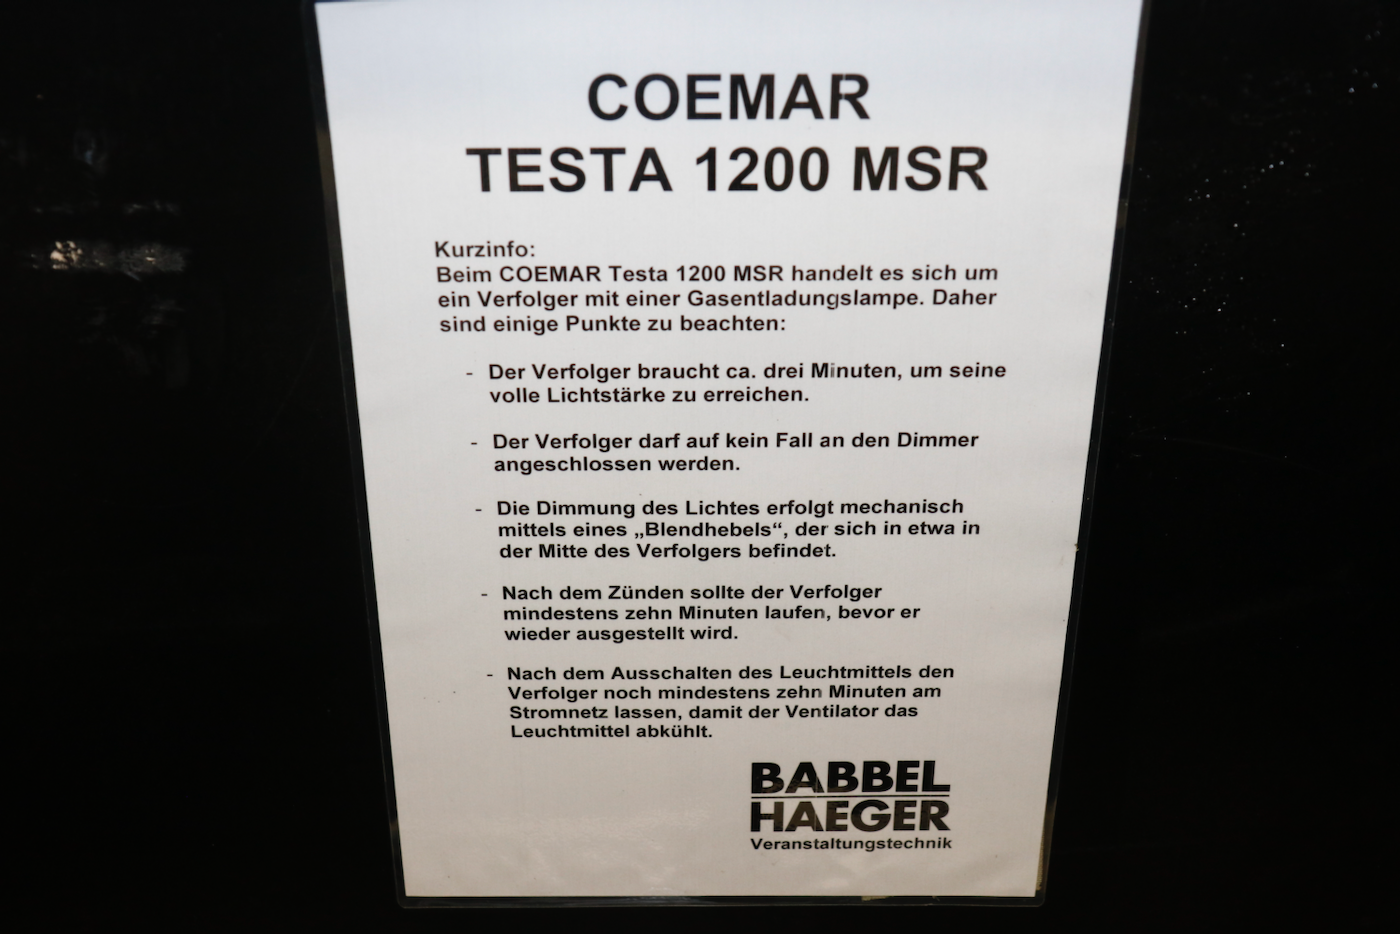 COEMAR
TESTA 1200 MSR
Kurzinfo:
Beim COEMAR Testa 1200 MSR handelt es sich um
ein Verfolger mit einer Gasentladungslampe. Daher
sind einige Punkte zu beachten:
- Der Verfolger braucht ca. drei Minuten, um seine
volle Lichtstärke zu erreichen.
- Der Verfolger darf auf kein Fall an den Dimmer
angeschlossen werden.
- Die Dimmung des Lichtes erfolgt mechanisch
mittels eines „Blendhebels“, der sich in etwa in
der Mitte des Verfolgers befindet.
- Nach dem Zünden sollte der Verfolger
mindestens zehn Minuten laufen, bevor er
wieder ausgestellt wird.
- Nach dem Ausschalten des Leuchtmittels den
Verfolger noch mindestens zehn Minuten am
Stromnetz lassen, damit der Ventilator das
Leuchtmittel abkühlt.
BABBEL
HAEGER
Veranstaltungstechnik